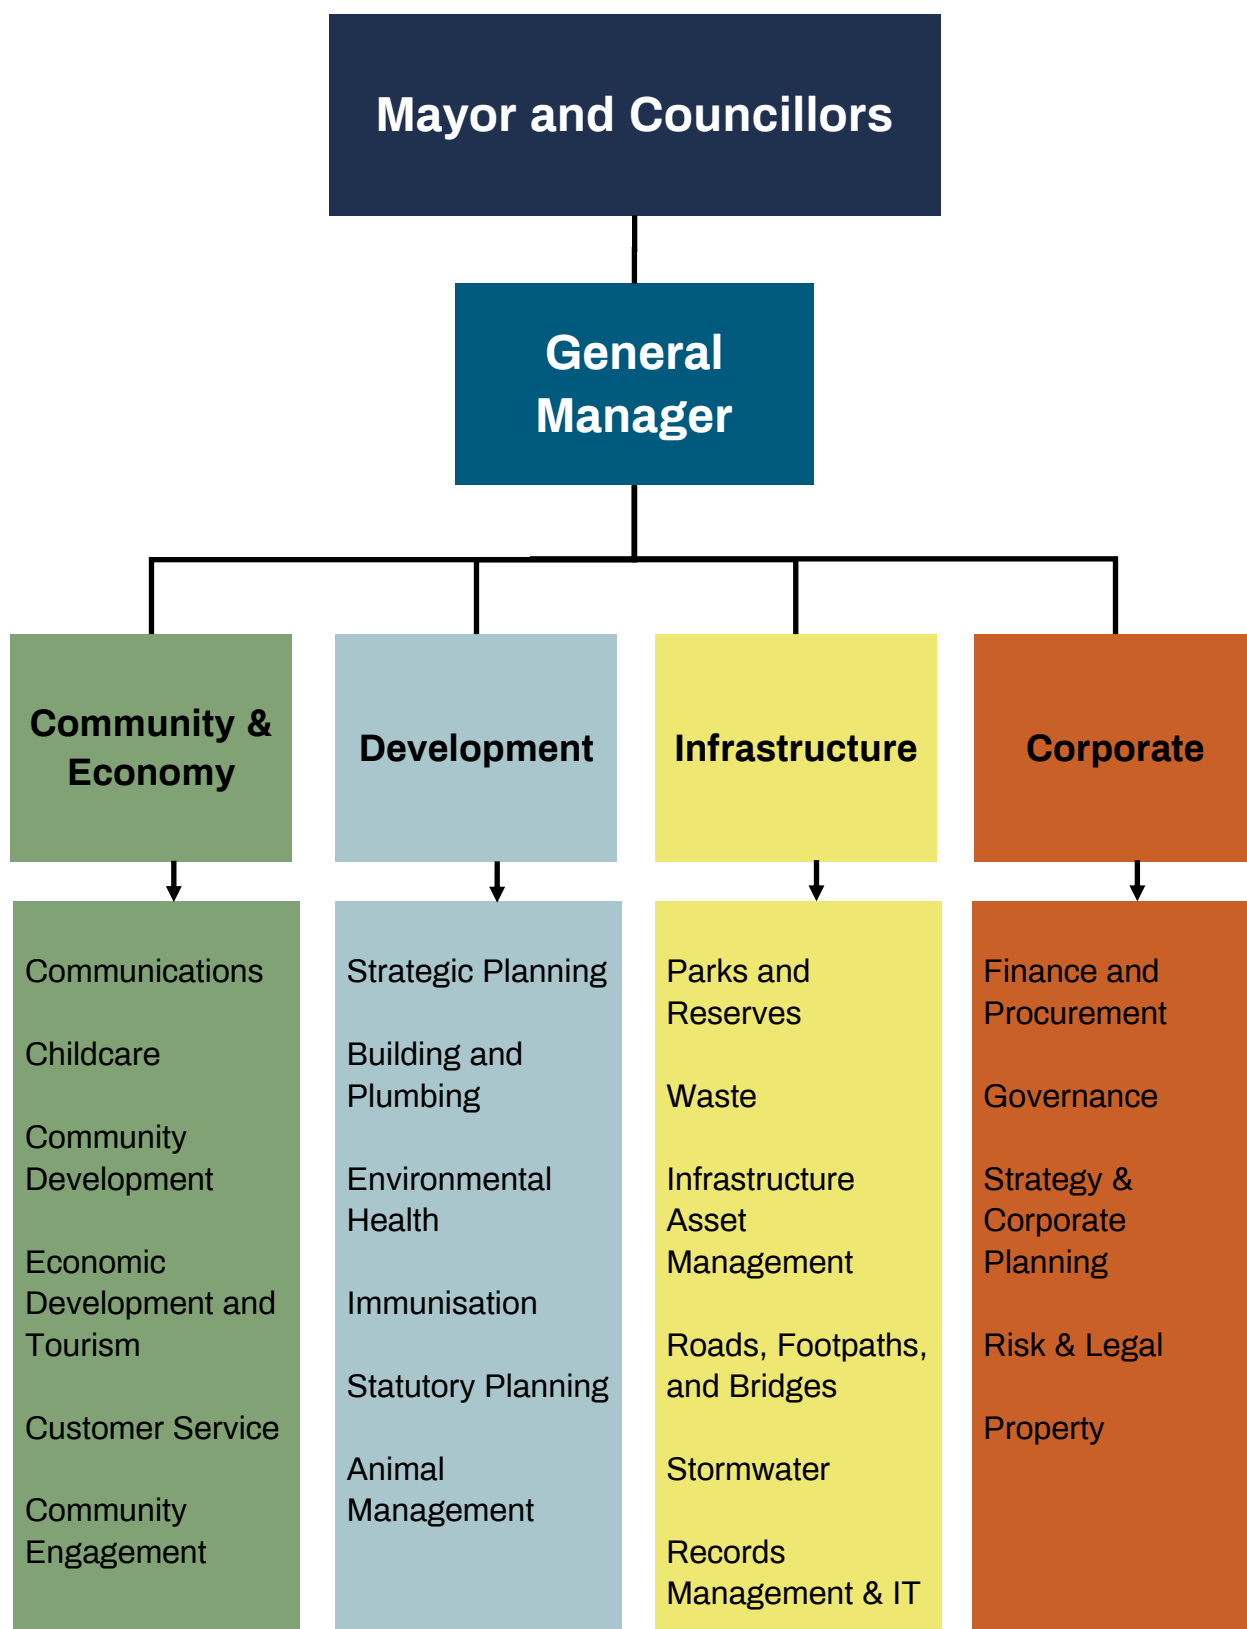 Mayor and Councillors
General
Manager
Community &
Economy
Development
Infrastructure
Corporate
Communications
Childcare
Community
Development
Economic
Development and
Tourism
Customer Service
Community
Engagement
Strategic Planning
Building and
Plumbing
Environmental
Health
Immunisation
Statutory Planning
Animal
Management
Parks and
Reserves
Waste
Infrastructure
Asset
Management
Roads, Footpaths,
and Bridges
Stormwater
Records
Management & IT
Finance and
Procurement
Governance
Strategy &
Corporate
Planning
Risk & Legal
Property